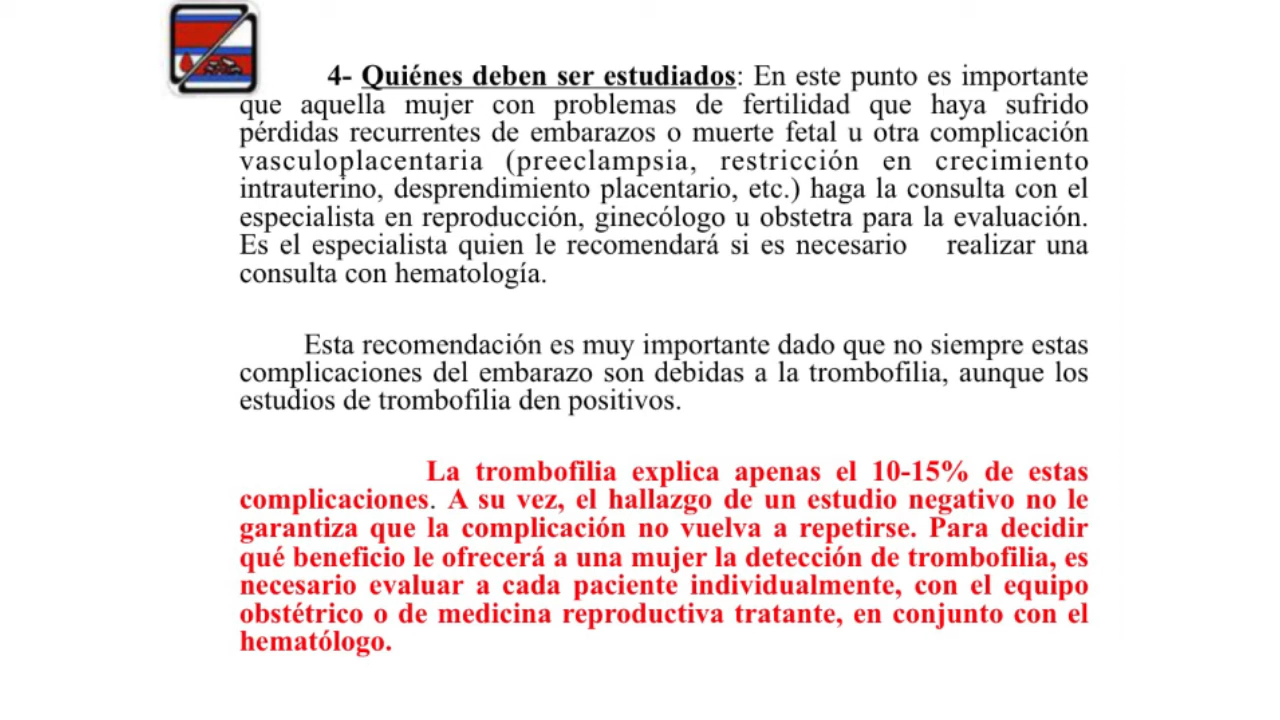 4- Quiénes deben ser estudiados: En este punto es importante
que aquella mujer con problemas de fertilidad que haya sufrido
pérdidas recurrentes de embarazos o muerte fetal u otra complicación
vasculoplacentaria (preeclampsia, restricción en crecimiento
intrauterino, desprendimiento placentario, etc.) haga la consulta con el
especialista en reproducción, ginecólogo u obstetra para la evaluación.
Es el especialista quien le recomendará si es necesario realizar una
consulta con hematología.
Esta recomendación es muy importante dado que no siempre estas
complicaciones del embarazo son debidas a la trombofilia, aunque los
estudios de trombofilia den positivos.
La trombofilia explica apenas el 10-15% de estas
complicaciones. A su vez, el hallazgo de un estudio negativo no le
garantiza que la complicación no vuelva a repetirse. Para decidir
qué beneficio le ofrecerá a una mujer la detección de trombofilia, es
necesario evaluar a cada paciente individualmente, con el equipo
obstétrico o de medicina reproductiva tratante, en conjunto con el
hematólogo.